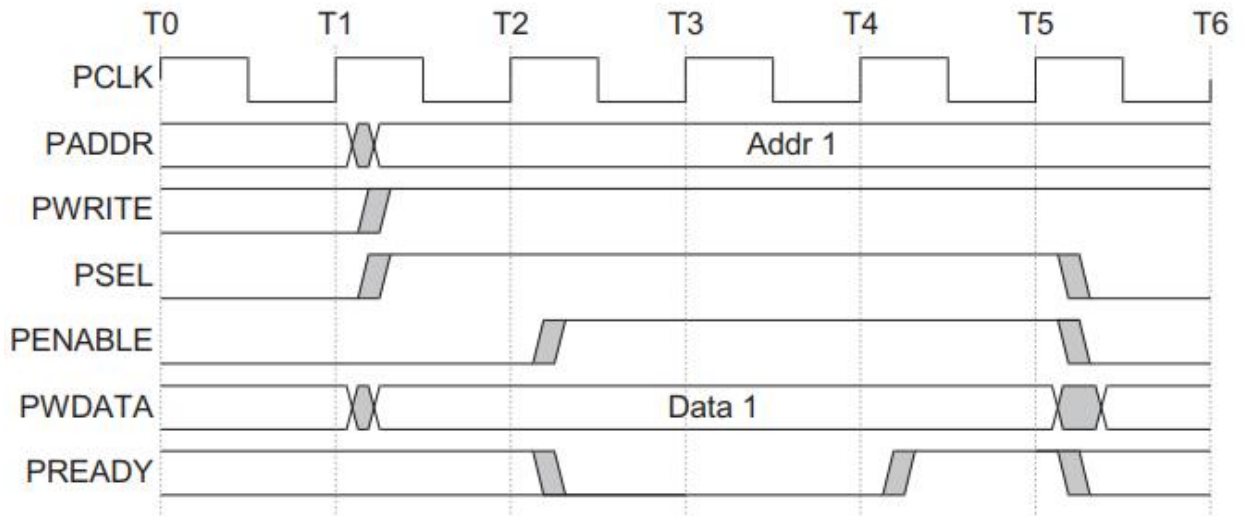 T0 T1 T2 T3 T4 T5 T6
PCLK
PADDR Addr 1
PWRITE
PSEL
PENABLE
PWDATA Data 1
PREADY